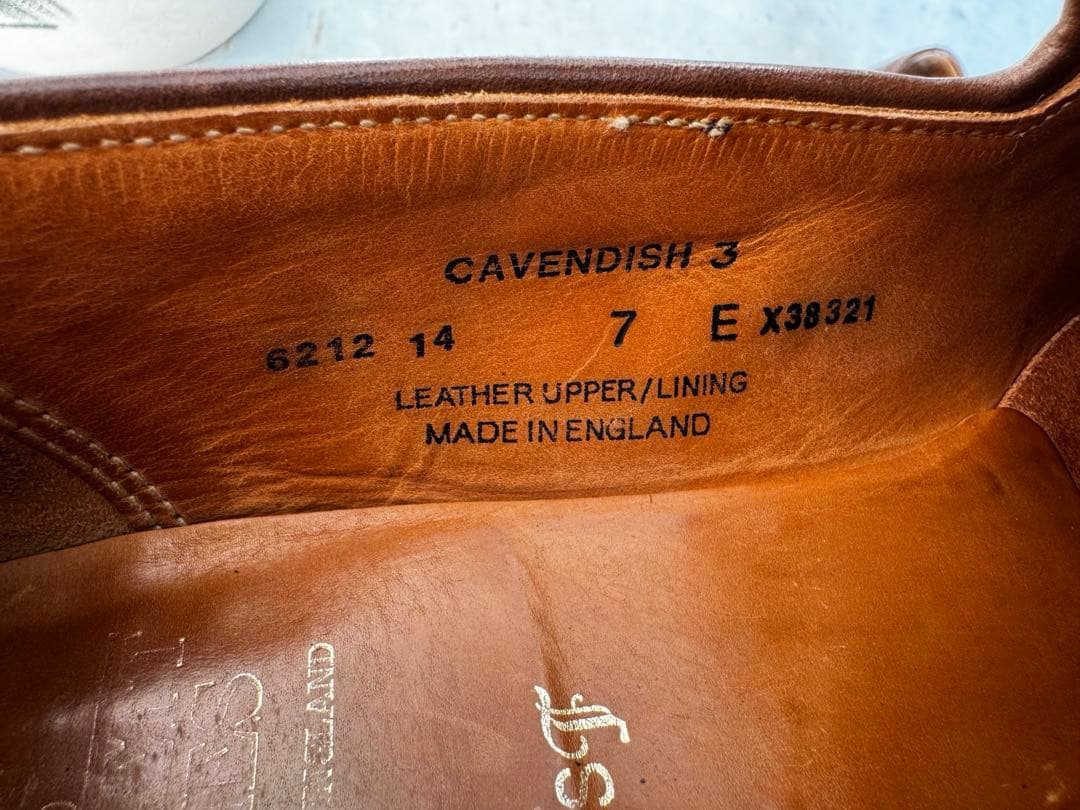 CAVENDISH 3
6212 14 7 E X38321
LEATHER UPPER/LINING
MADE IN ENGLAND